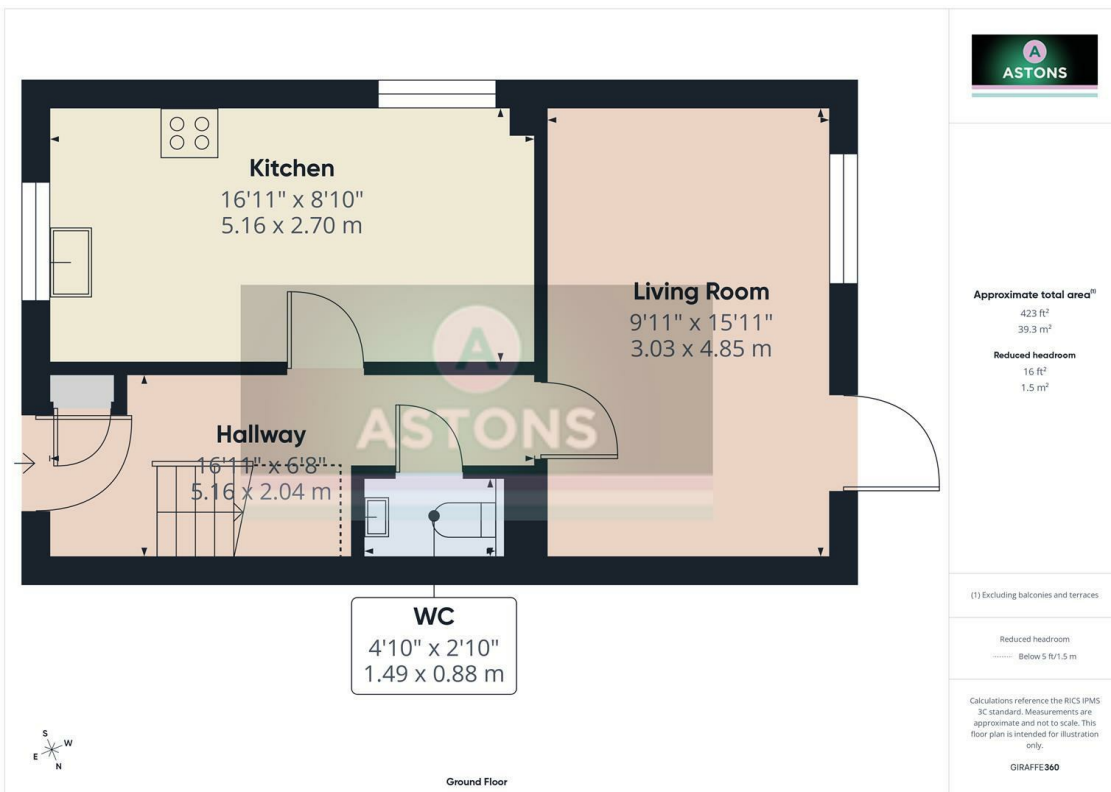 A
ASTONS
Kitchen
16'11" x 8'10"
5.16 x 2.70 m
Living Room
9'11" x 15'11"
3.03 x 4.85 m
A
ASTONS
Hallway
16'11" x 6'8"
5.16 x 2.04 m
WC
4'10" x 2'10"
1.49 x 0.88 m
S
W
E
N
Ground Floor
Approximate total area(1)
423 ft²
39.3 m²
Reduced headroom
16 ft²
1.5 m²
(1) Excluding balconies and terraces
Reduced headroom
........ Below 5 ft/1.5 m
Calculations reference the RICS IPMS
3C standard. Measurements are
approximate and not to scale. This
floor plan is intended for illustration
only.
GIRAFFE360